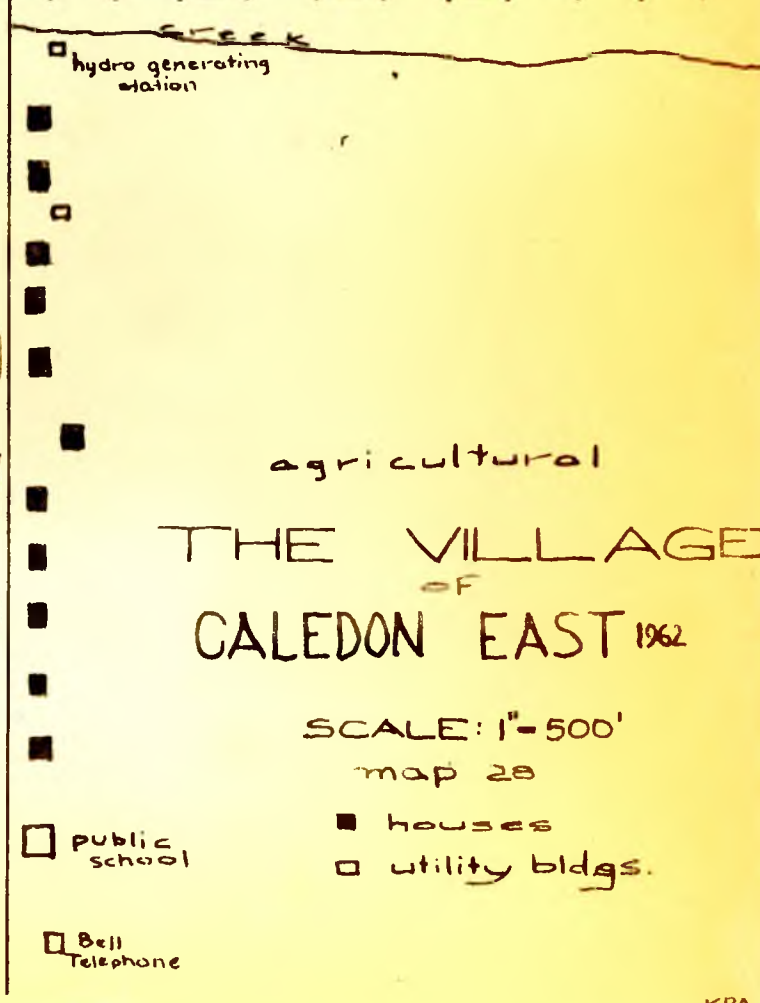 creek
hydro generating
station
agricultural
THE VILLAGE
OF
CALEDON EAST 1962
SCALE: 1"-500'
map 28
houses
utility bldgs.
public
school
Bell
Telephone